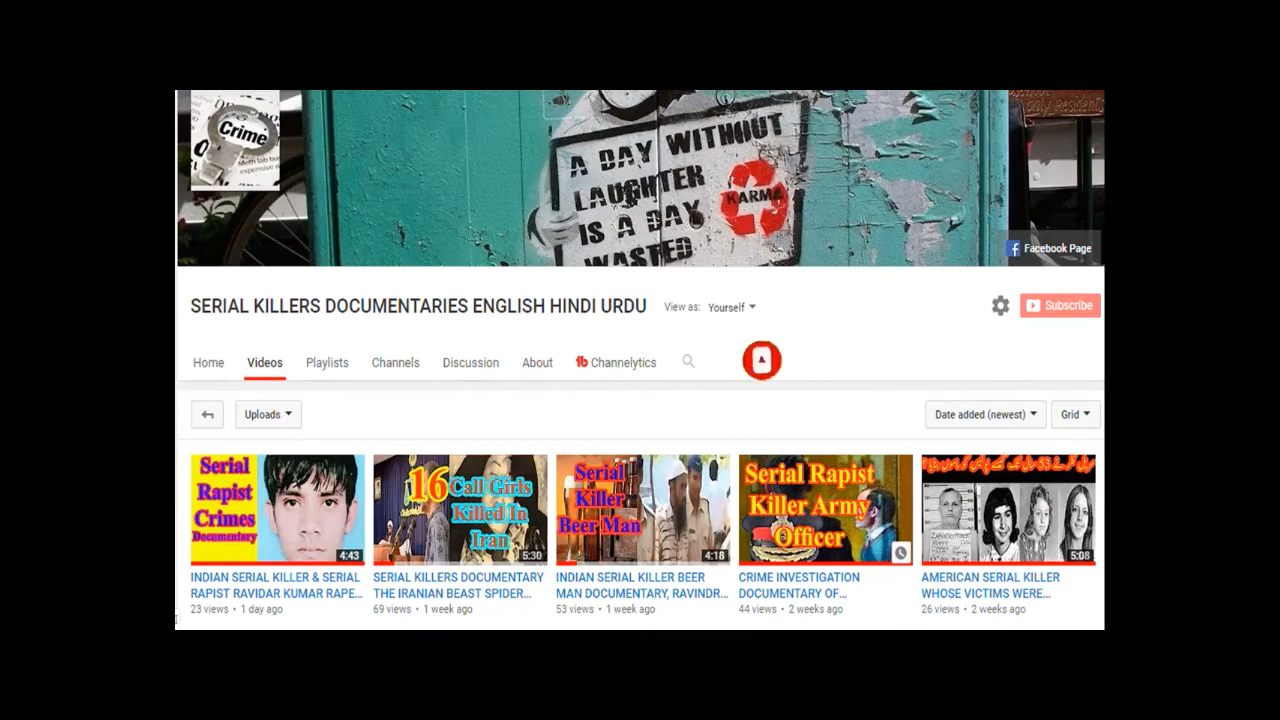 Crime
Meth lab bu
expensive a
only Residents
A DAY WITHOUT
LAUGHTER
IS A DAY
WASTED
KARMA
Facebook Page
SERIAL KILLERS DOCUMENTARIES ENGLISH HINDI URDU
View as: Yourself
Subscribe
Home Videos Playlists Channels Discussion About Channelytics
Uploads
Date added (newest) Grid
Serial
Rapist
Crimes
Documentary
4:43
16 Call Girls
Killed In
Iran
5:30
Serial
Killer
Beer Man
4:18
Serial Rapist
Killer Army
Officer
5:08
INDIAN SERIAL KILLER & SERIAL
RAPIST RAVIDAR KUMAR RAPE...
23 views • 1 day ago
SERIAL KILLERS DOCUMENTARY
THE IRANIAN BEAST SPIDER...
69 views • 1 week ago
INDIAN SERIAL KILLER BEER
MAN DOCUMENTARY, RAVINDR...
53 views • 1 week ago
CRIME INVESTIGATION
DOCUMENTARY OF...
44 views • 2 weeks ago
AMERICAN SERIAL KILLER
WHOSE VICTIMS WERE...
26 views • 2 weeks ago